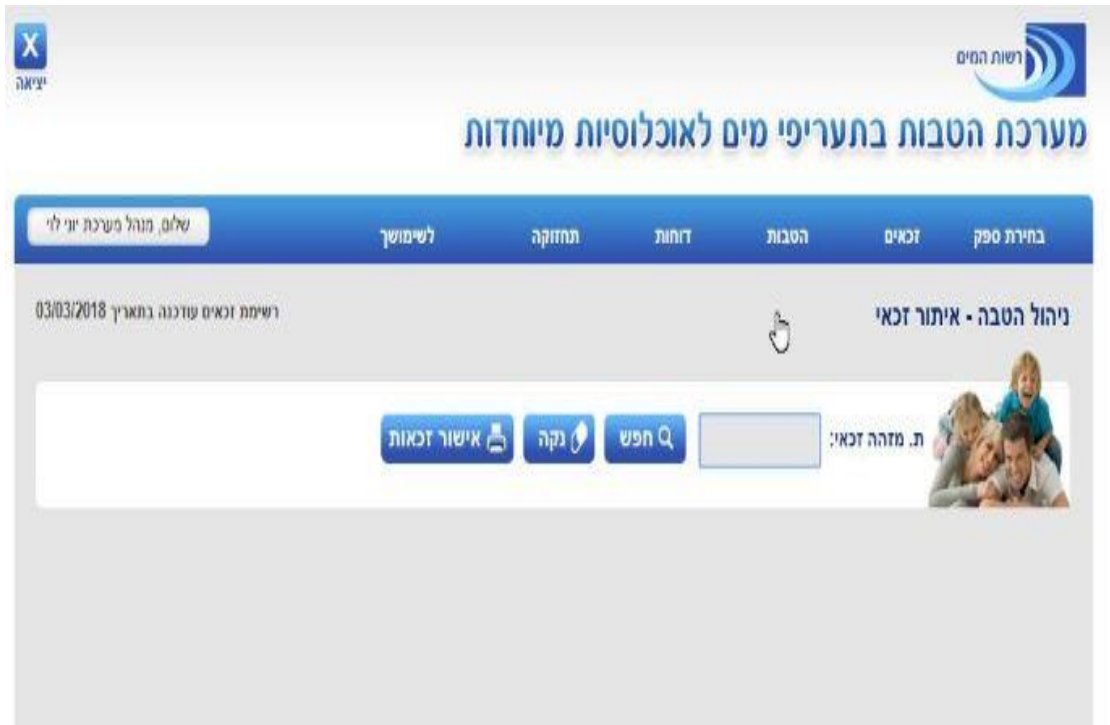 רשות המים
X
יציאה
מערכת הטבות בתעריפי מים לאוכלוסיות מיוחדות
בחירת ספק זכאים הטבות דוחות תחזוקה לשימושך
שלום, מנהל מערכת יוני לוי
ניהול הטבה - איתור זכאי
רשימת זכאים עודכנה בתאריך 03/03/2018
ת. מזהה זכאי: חפש נקה אישור זכאות